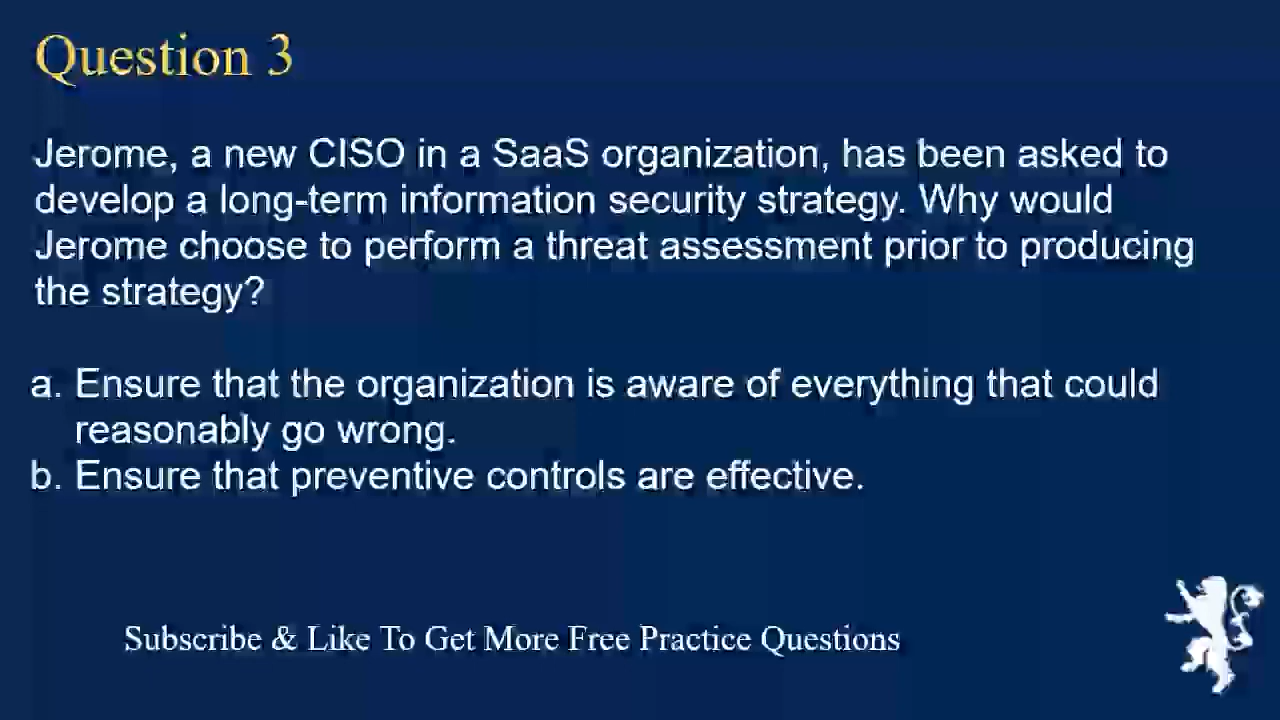 Question 3
Jerome, a new CISO in a SaaS organization, has been asked to
develop a long-term information security strategy. Why would
Jerome choose to perform a threat assessment prior to producing
the strategy?
a. Ensure that the organization is aware of everything that could
reasonably go wrong.
b. Ensure that preventive controls are effective.
Subscribe & Like To Get More Free Practice Questions